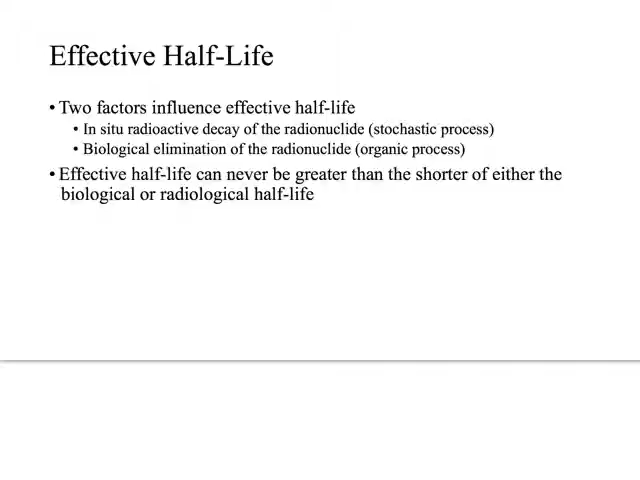 Effective Half-Life
• Two factors influence effective half-life
• In situ radioactive decay of the radionuclide (stochastic process)
• Biological elimination of the radionuclide (organic process)
• Effective half-life can never be greater than the shorter of either the
biological or radiological half-life